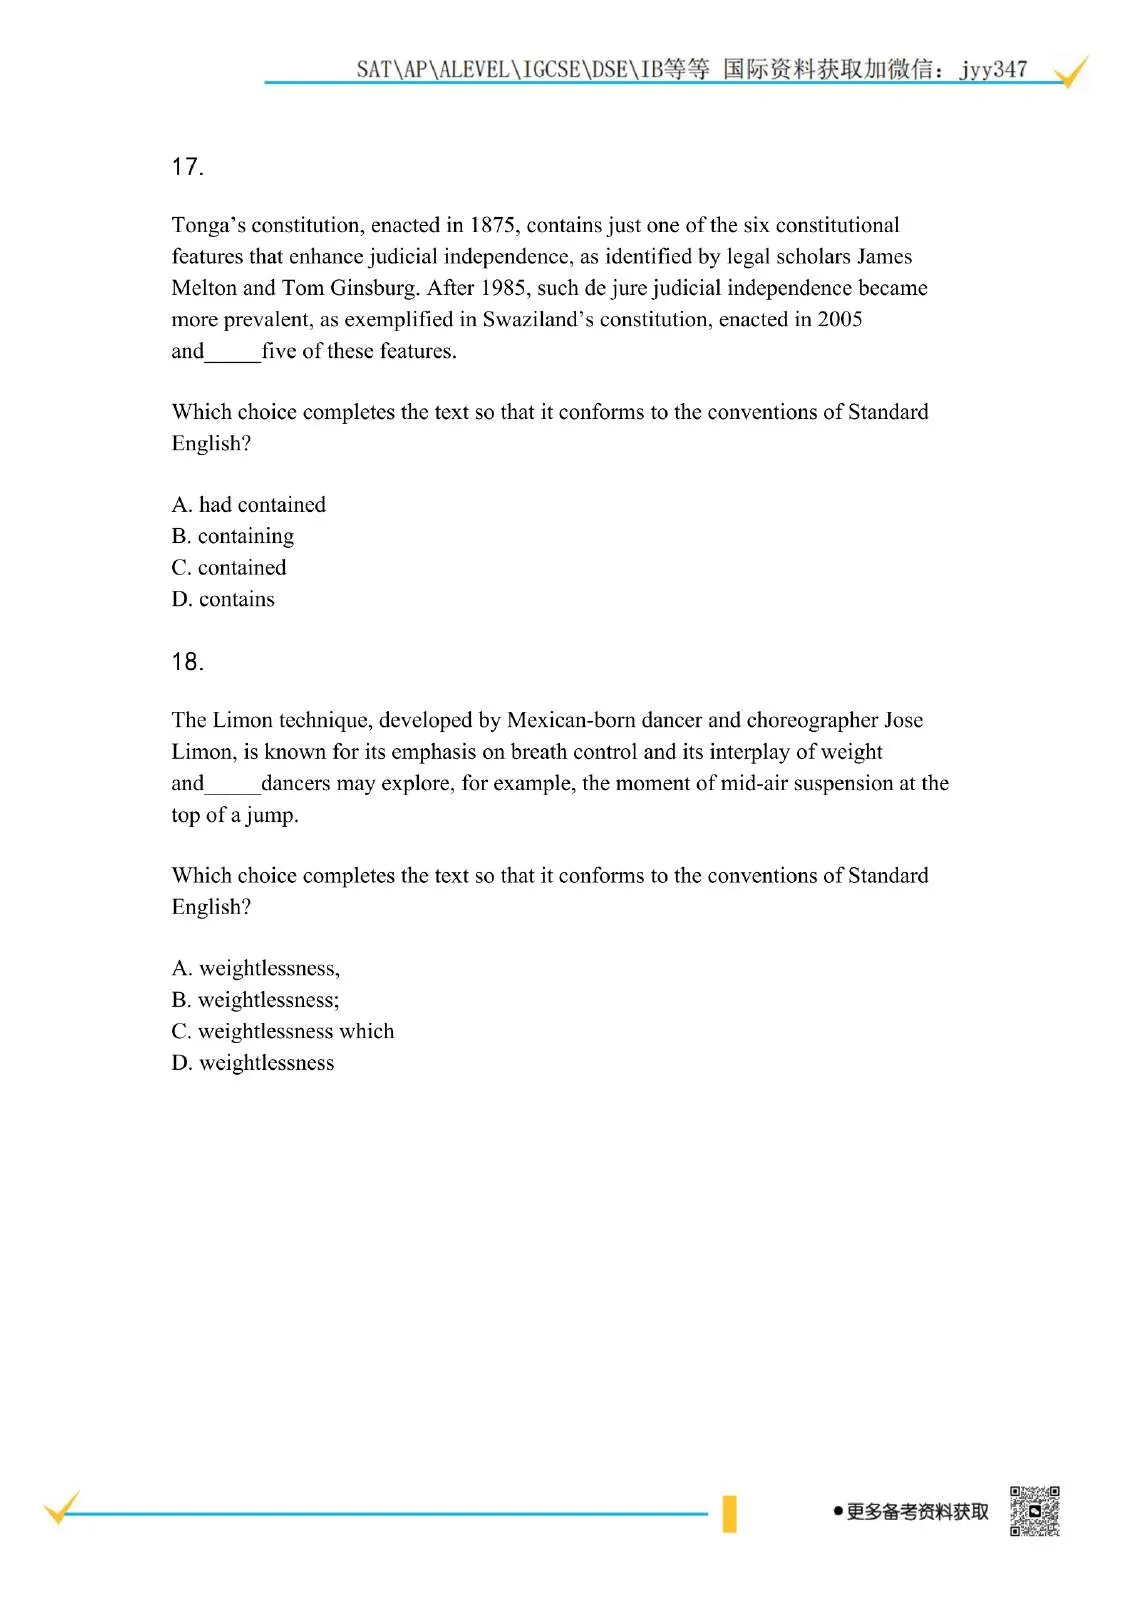 SAT\AP\ALEVEL\IGCSE\DSE\IB等等 国际资料获取加微信：jyy347
17.
Tonga’s constitution, enacted in 1875, contains just one of the six constitutional
features that enhance judicial independence, as identified by legal scholars James
Melton and Tom Ginsburg. After 1985, such de jure judicial independence became
more prevalent, as exemplified in Swaziland’s constitution, enacted in 2005
and_____five of these features.
Which choice completes the text so that it conforms to the conventions of Standard
English?
A. had contained
B. containing
C. contained
D. contains
18.
The Limon technique, developed by Mexican-born dancer and choreographer Jose
Limon, is known for its emphasis on breath control and its interplay of weight
and_____dancers may explore, for example, the moment of mid-air suspension at the
top of a jump.
Which choice completes the text so that it conforms to the conventions of Standard
English?
A. weightlessness,
B. weightlessness;
C. weightlessness which
D. weightlessness
●更多备考资料获取